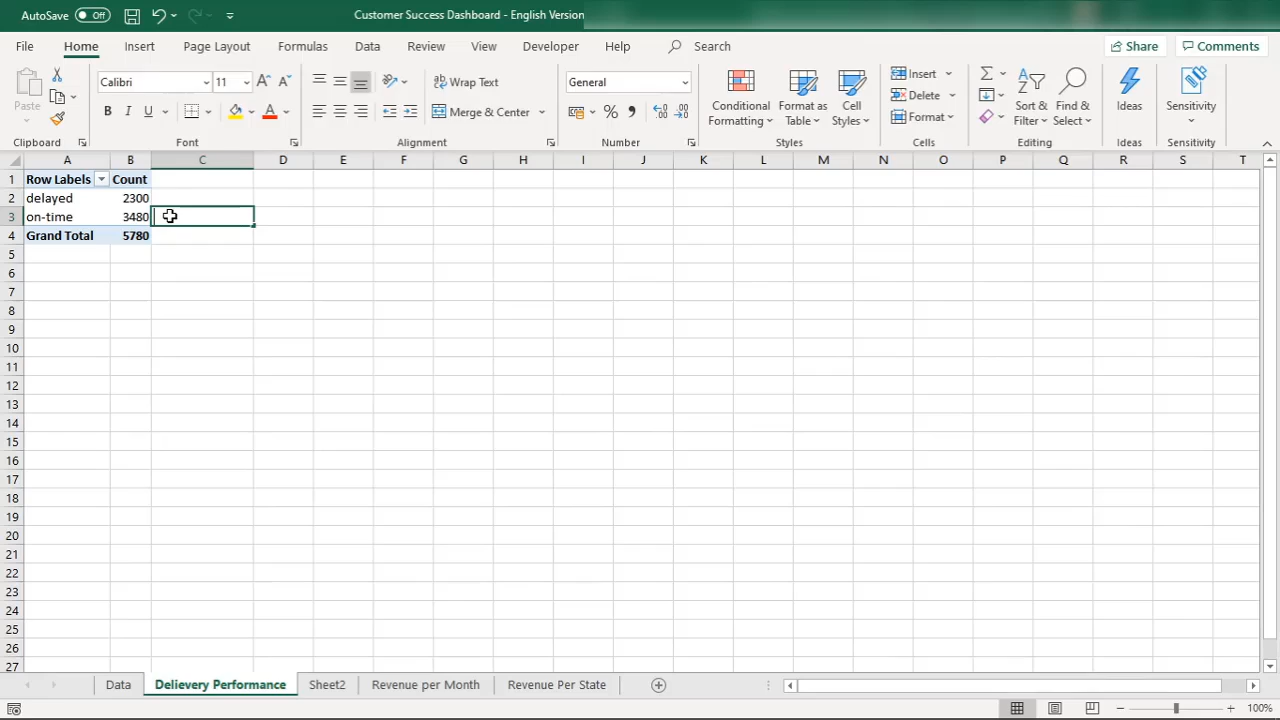 AutoSave Off Customer Success Dashboard - English Version
File Home Insert Page Layout Formulas Data Review View Developer Help Search Share Comments
Calibri 11 Wrap Text General Insert
Paste Conditional Format as Cell Delete Sort & Find & Ideas Sensitivity
B I U A Merge & Center % Formatting Table Styles Format Filter Select
Clipboard Font Alignment Number Styles Cells Editing Ideas Sensitivity
A B C D E F G H I J K L M N O P Q R S T
1 Row Labels Count
2 delayed 2300
3 on-time 3480
4 Grand Total 5780
5
6
7
8
9
10
11
12
13
14
15
16
17
18
19
20
21
22
23
24
25
26
27
Data Delievery Performance Sheet2 Revenue per Month Revenue Per State
100%